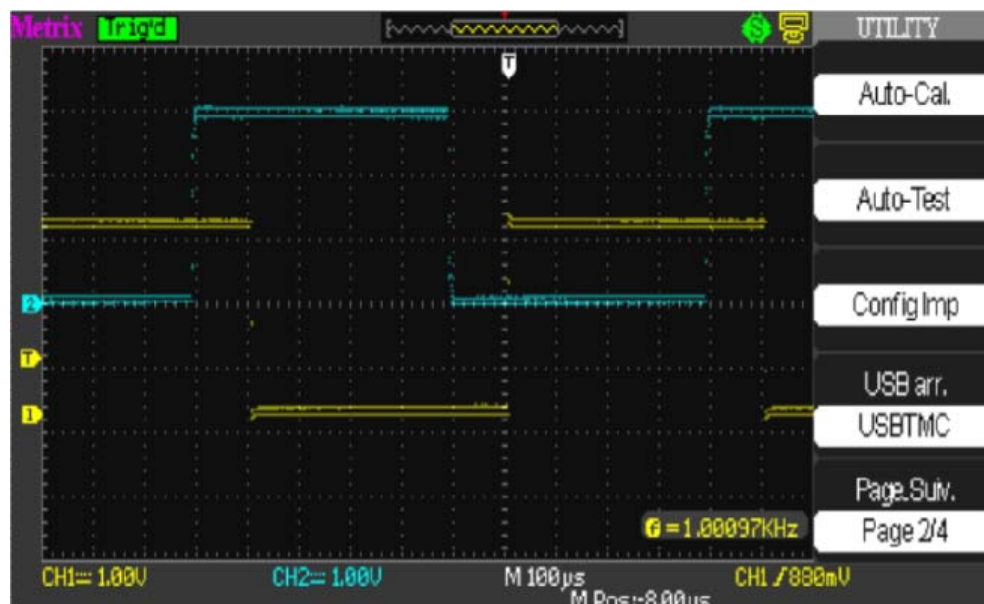 Metrix Trig'd T S UTILITY
Auto-Cal.
Auto-Test
2
Config Imp
T
USB arr.
1 USBTMC
Page.Suiv.
f=1.00097KHz Page 2/4
CH1 1.00V CH2 1.00V M 100µs CH1 /880mV
M Pos:-8.00µs